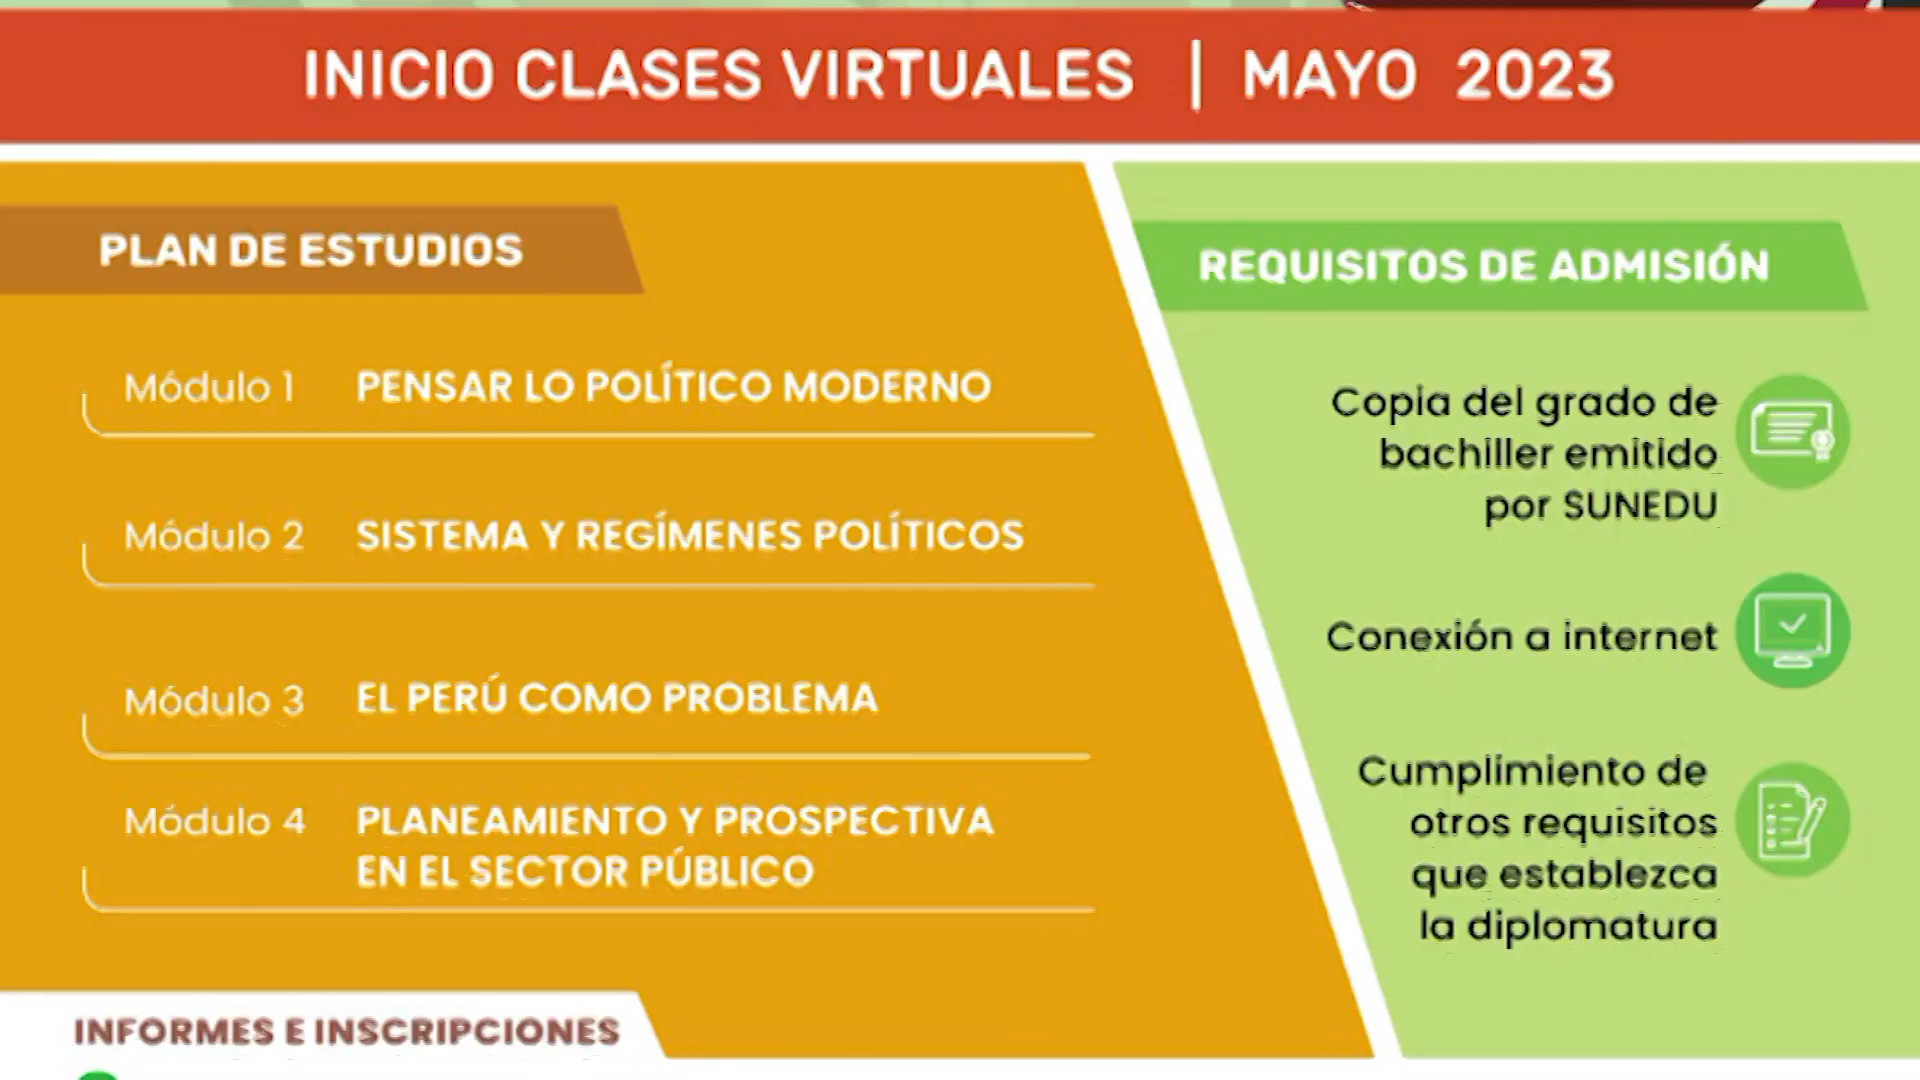 INICIO CLASES VIRTUALES | MAYO 2023
PLAN DE ESTUDIOS
Módulo 1 PENSAR LO POLÍTICO MODERNO
Módulo 2 SISTEMA Y REGÍMENES POLÍTICOS
Módulo 3 EL PERÚ COMO PROBLEMA
Módulo 4 PLANEAMIENTO Y PROSPECTIVA
EN EL SECTOR PÚBLICO
REQUISITOS DE ADMISIÓN
Copia del grado de
bachiller emitido
por SUNEDU
Conexión a internet
Cumplimiento de
otros requisitos
que establezca
la diplomatura
INFORMES E INSCRIPCIONES